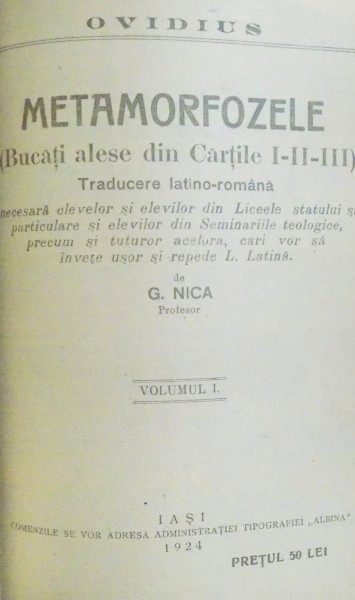 OVIDIUS
METAMORFOZELE
(Bucăți alese din Cărțile I-II-III)
Traducere latino-română
necesară elevelor și elevilor din Liceele statului și
particulare și elevilor din Seminariile teologice,
precum și tuturor acelora, cari vor să
învețe ușor și repede L. Latină.
de
G. NICA
Profesor
VOLUMUL I.
IAȘI
COMENZILE SE VOR ADRESA ADMINISTRAȚIEI TIPOGRAFIEI „ALBINA"
1924
PREȚUL 50 LEI